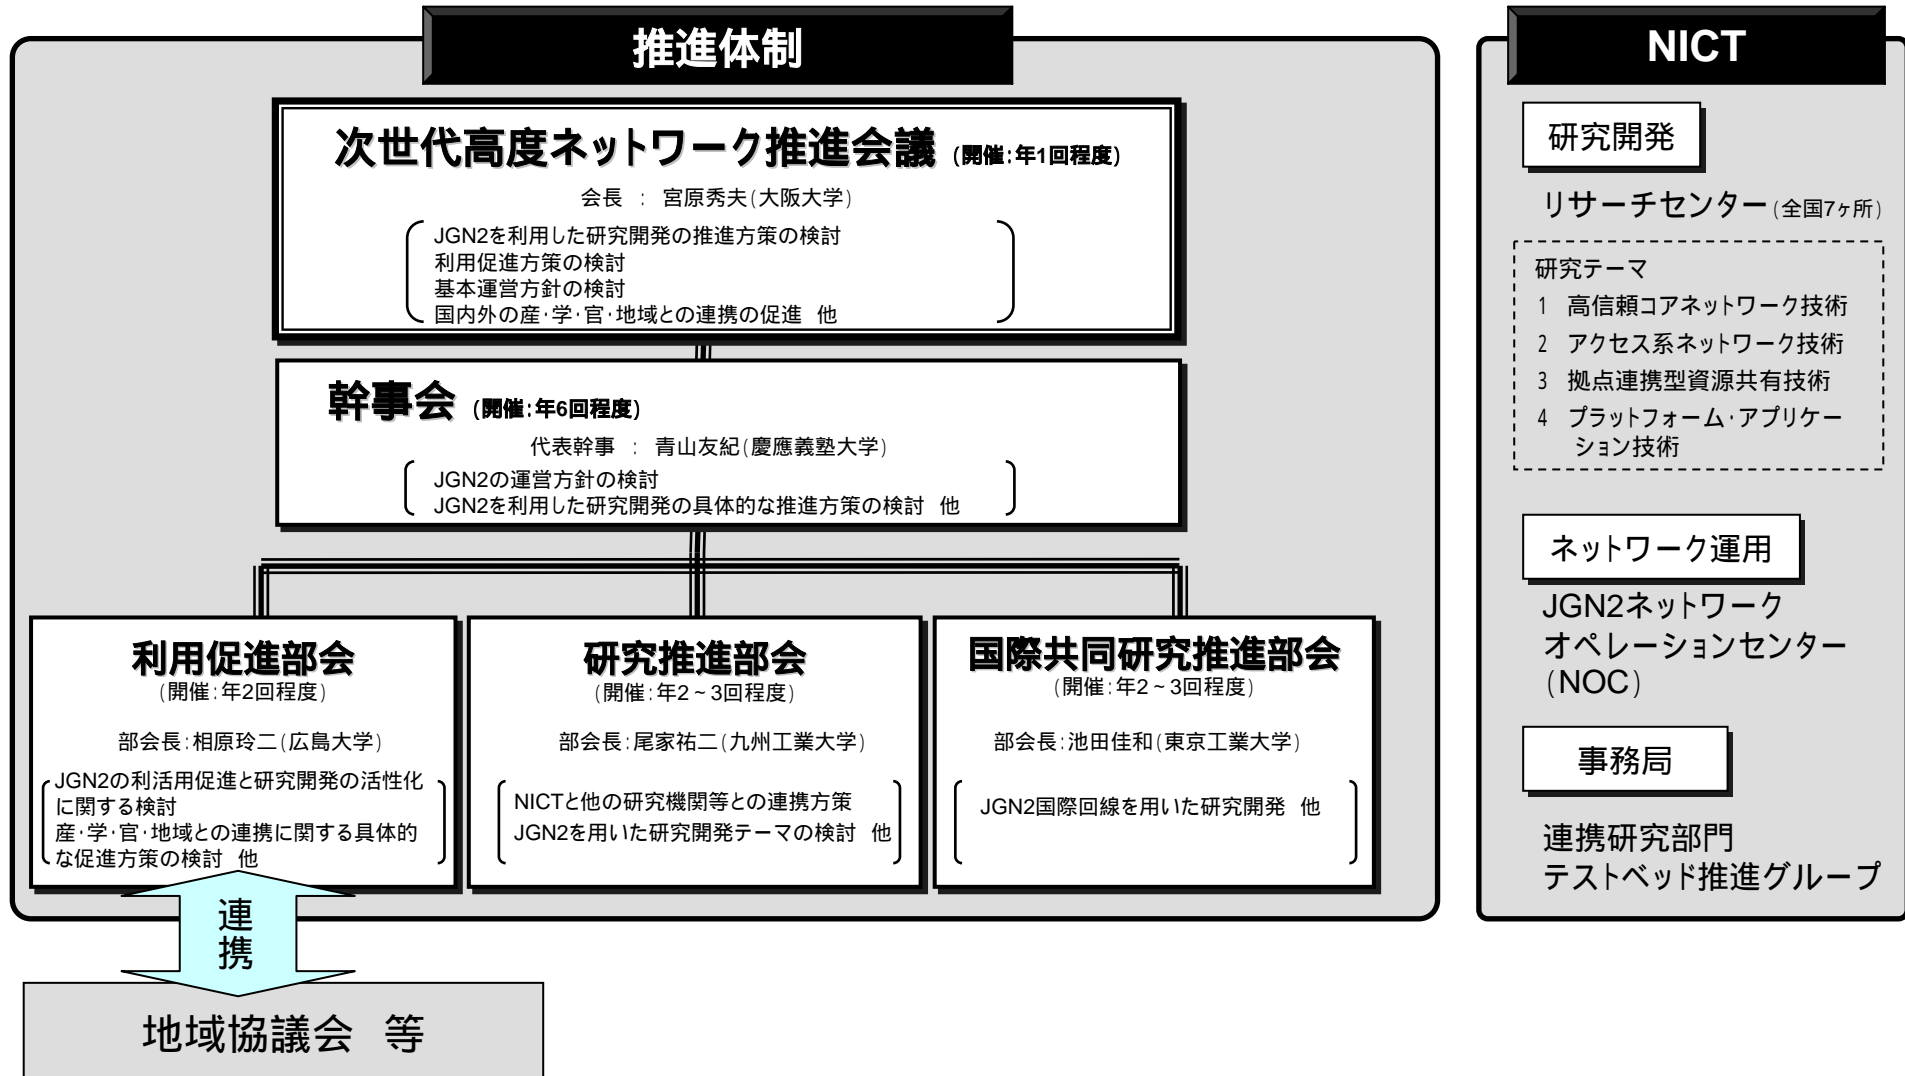 推進体制
次世代高度ネットワーク推進会議 (開催:年1回程度)
会長 : 宮原秀夫(大阪大学)
JGN2を利用した研究開発の推進方策の検討
利用促進方策の検討
基本運営方針の検討
国内外の産・学・官・地域との連携の促進 他
幹事会 (開催:年6回程度)
代表幹事 : 青山友紀(慶應義塾大学)
JGN2の運営方針の検討
JGN2を利用した研究開発の具体的な推進方策の検討 他
利用促進部会
(開催:年2回程度)
部会長:相原玲二(広島大学)
JGN2の利活用促進と研究開発の活性化
に関する検討
産・学・官・地域との連携に関する具体的
な促進方策の検討 他
研究推進部会
(開催:年2~3回程度)
部会長:尾家祐二(九州工業大学)
NICTと他の研究機関等との連携方策
JGN2を用いた研究開発テーマの検討 他
国際共同研究推進部会
(開催:年2~3回程度)
部会長:池田佳和(東京工業大学)
JGN2国際回線を用いた研究開発 他
連
携
地域協議会 等
NICT
研究開発
リサーチセンター(全国7ヶ所)
研究テーマ
1 高信頼コアネットワーク技術
2 アクセス系ネットワーク技術
3 拠点連携型資源共有技術
4 プラットフォーム・アプリケー
ション技術
ネットワーク運用
JGN2ネットワーク
オペレーションセンター
(NOC)
事務局
連携研究部門
テストベッド推進グループ